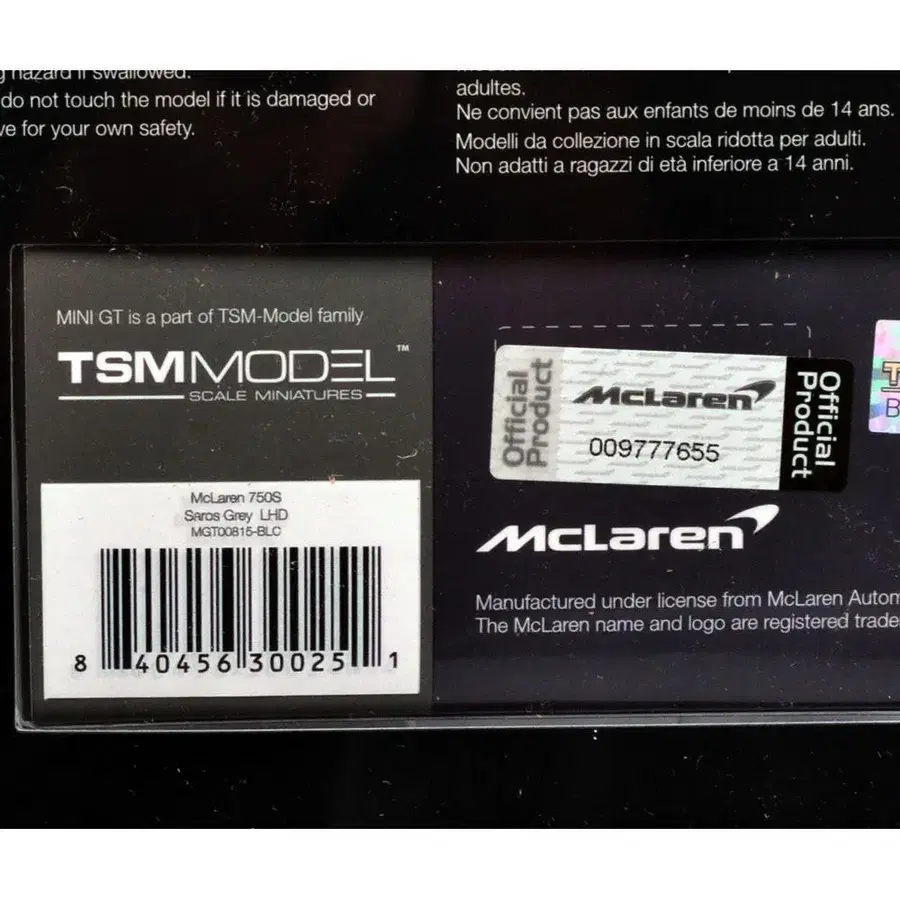 hazard if swallowed.
do not touch the model if it is damaged or
for your own safety.
adultes.
Ne convient pas aux enfants de moins de 14 ans.
Modelli da collezione in scala ridotta per adulti.
Non adatti a ragazzi di età inferiore a 14 anni.
MINI GT is a part of TSM-Model family
TSMMODEL™
SCALE MINIATURES
McLaren 750S
Saros Grey LHD
MGT00815-BLC
8 40456 30025 1
Official
Product
McLaren
009777655
Official
Product
McLaren
Manufactured under license from McLaren
The McLaren name and logo are registered